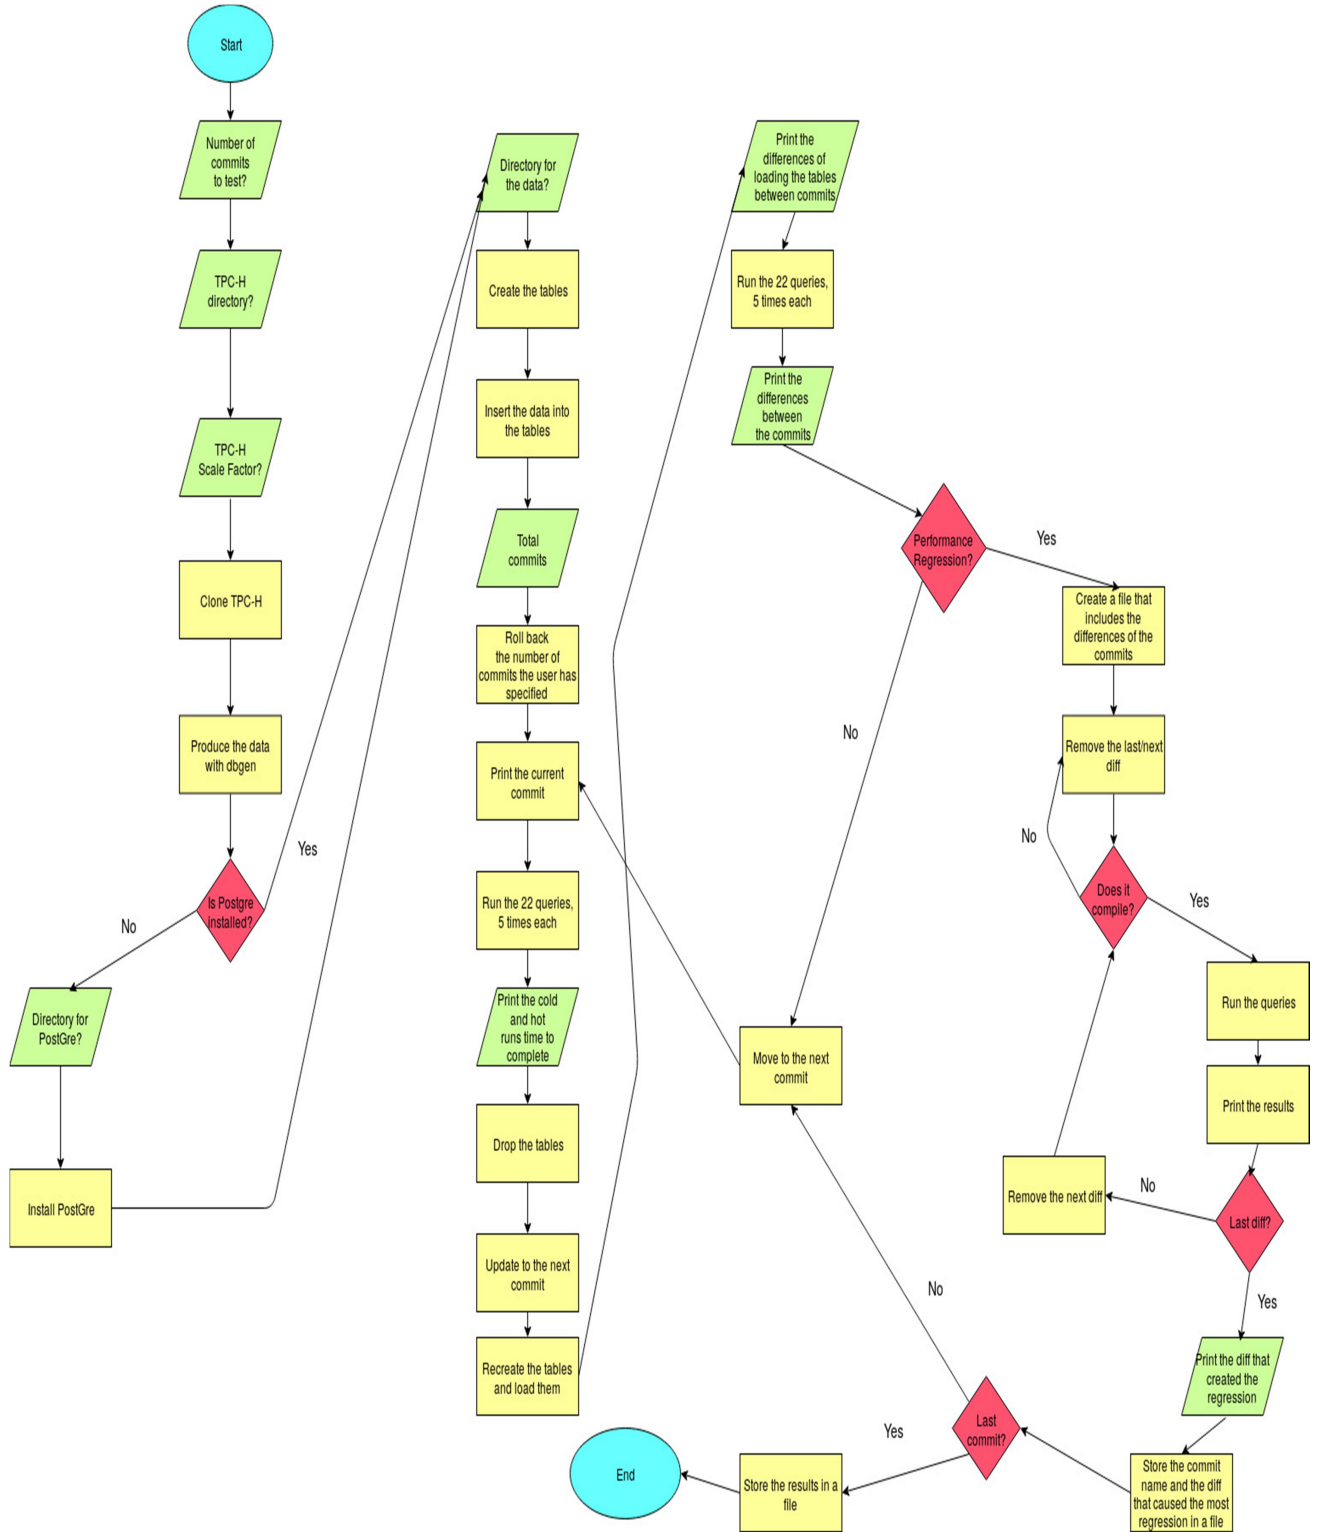 Start
Number of
commits
to test?
TPC-H
directory?
TPC-H
Scale Factor?
Clone TPC-H
Produce the data
with dbgen
Is Postgre
installed?
Yes
No
Directory for
PostGre?
Install PostGre
Directory for
the data?
Create the tables
Insert the data into
the tables
Total
commits
Roll back
the number of
commits the user has
specified
Print the current
commit
Run the 22 queries,
5 times each
Print the cold
and hot
runs time to
complete
Drop the tables
Update to the next
commit
Recreate the tables
and load them
Print the
differences of
loading the tables
between commits
Run the 22 queries,
5 times each
Print the
differences
between
the commits
Performance
Regression?
Yes
No
Create a file that
includes the
differences of the
commits
Remove the last/next
diff
No
Does it
compile?
Yes
Run the queries
Print the results
Last diff?
No
Remove the next diff
Yes
Print the diff that
created the
regression
Store the commit
name and the diff
that caused the most
regression in a file
Last
commit?
No
Move to the next
commit
Yes
Store the results in a
file
End